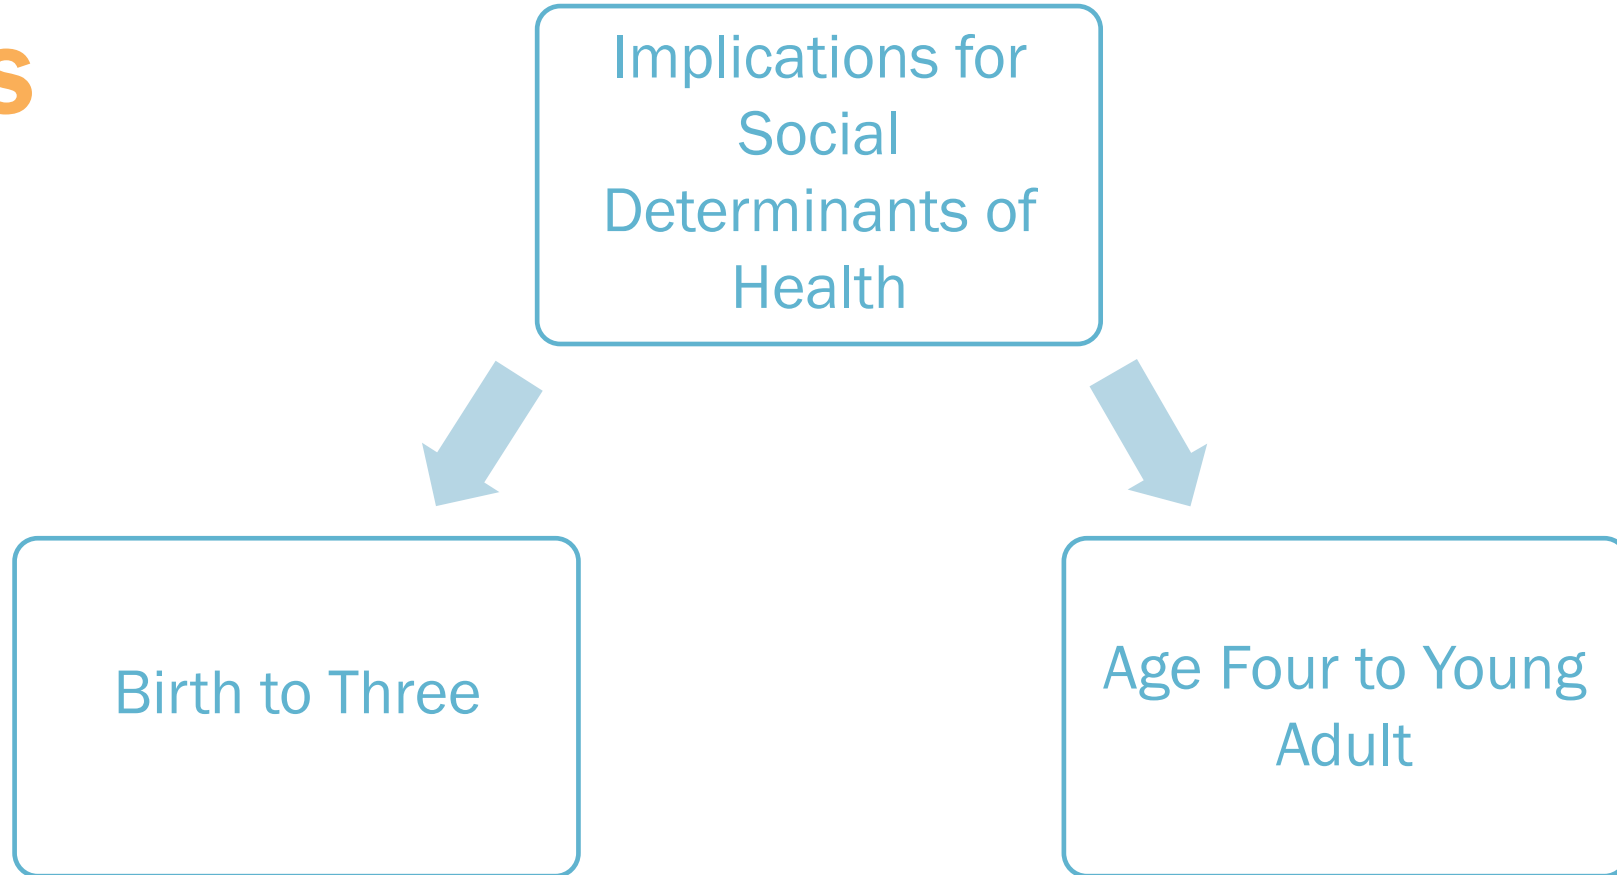 s
Implications for
Social
Determinants of
Health
Birth to Three
Age Four to Young
Adult